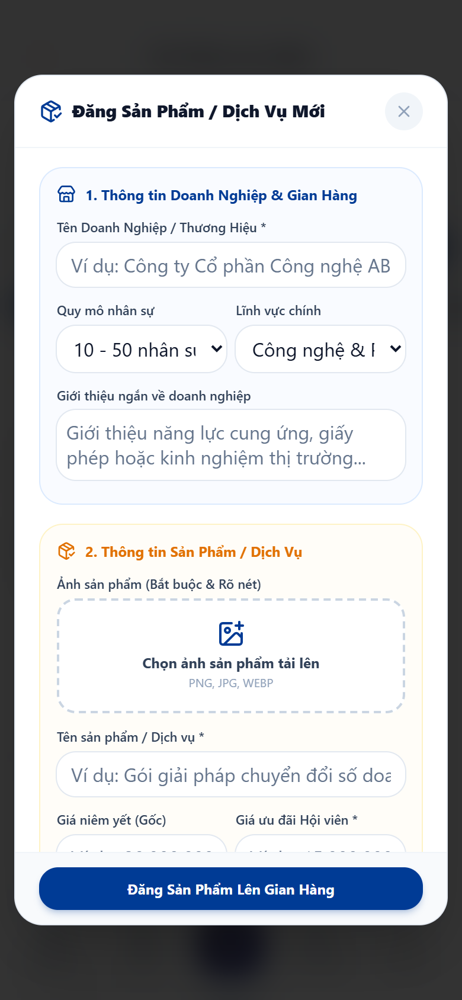 Đăng Sản Phẩm / Dịch Vụ Mới
1. Thông tin Doanh Nghiệp & Gian Hàng
Tên Doanh Nghiệp / Thương Hiệu *
Ví dụ: Công ty Cổ phần Công nghệ AB
Quy mô nhân sự
Lĩnh vực chính
10 - 50 nhân sự
Công nghệ &
Giới thiệu ngắn về doanh nghiệp
Giới thiệu năng lực cung ứng, giấy
phép hoặc kinh nghiệm thị trường...
2. Thông tin Sản Phẩm / Dịch Vụ
Ảnh sản phẩm (Bắt buộc & Rõ nét)
Chọn ảnh sản phẩm tải lên
PNG, JPG, WEBP
Tên sản phẩm / Dịch vụ *
Ví dụ: Gói giải pháp chuyển đổi số doa
Giá niêm yết (Gốc)
Giá ưu đãi Hội viên *
Đăng Sản Phẩm Lên Gian Hàng